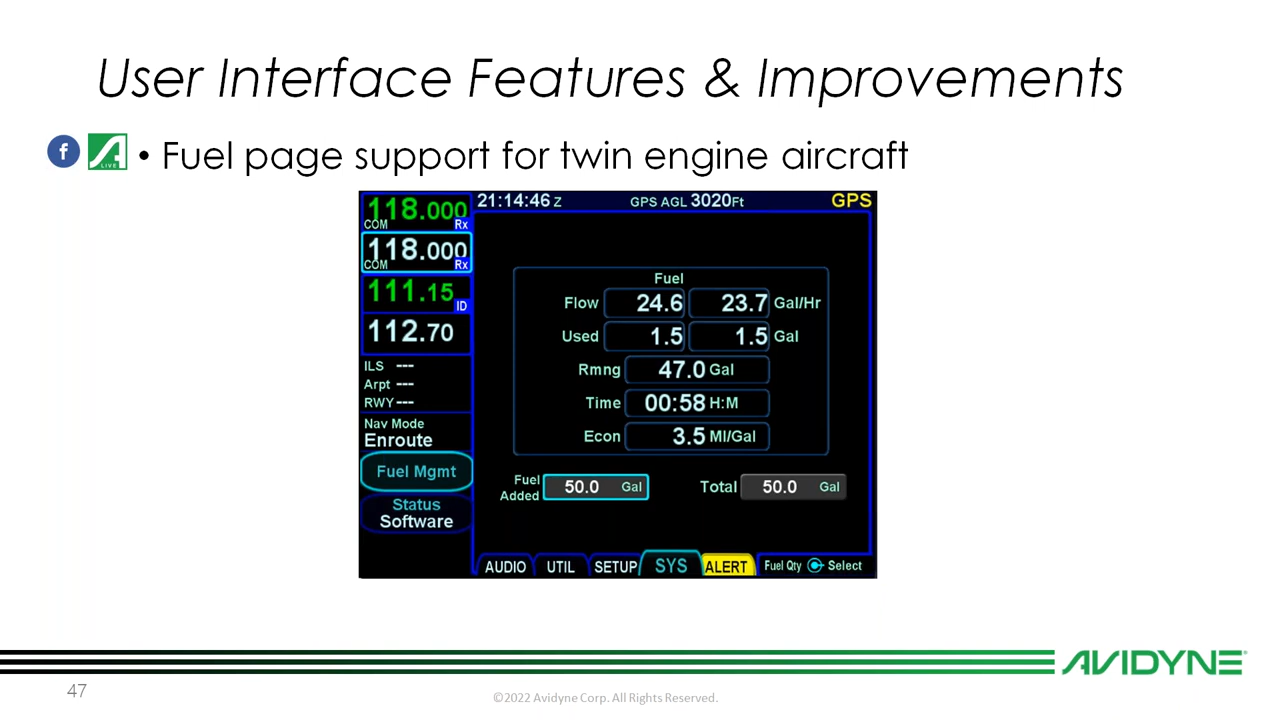 User Interface Features & Improvements
f LIVE • Fuel page support for twin engine aircraft
118.000
COM Rx
118.000
COM Rx
111.15
ID
112.70
ILS ---
Arpt ---
RWY ---
Nav Mode
Enroute
Fuel Mgmt
Status
Software
21:14:46 Z GPS AGL 3020Ft GPS
Fuel
Flow 24.6 23.7 Gal/Hr
Used 1.5 1.5 Gal
Rmng 47.0 Gal
Time 00:58 H:M
Econ 3.5 MI/Gal
Fuel
Added 50.0 Gal Total 50.0 Gal
AUDIO UTIL SETUP SYS ALERT Fuel Qty Select
AVIDYNE
47
©2022 Avidyne Corp. All Rights Reserved.